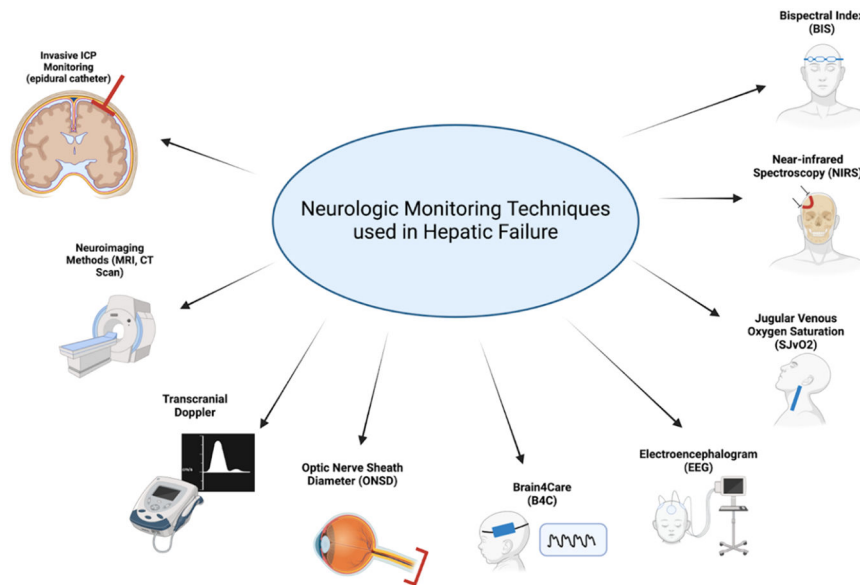 Neurologic Monitoring Techniques
used in Hepatic Failure
Invasive ICP
Monitoring
(epidural catheter)
Neuroimaging
Methods (MRI, CT
Scan)
Transcranial
Doppler
Optic Nerve Sheath
Diameter (ONSD)
Brain4Care
(B4C)
Electroencephalogram
(EEG)
Jugular Venous
Oxygen Saturation
(SJvO2)
Near-infrared
Spectroscopy (NIRS)
Bispectral Index
(BIS)